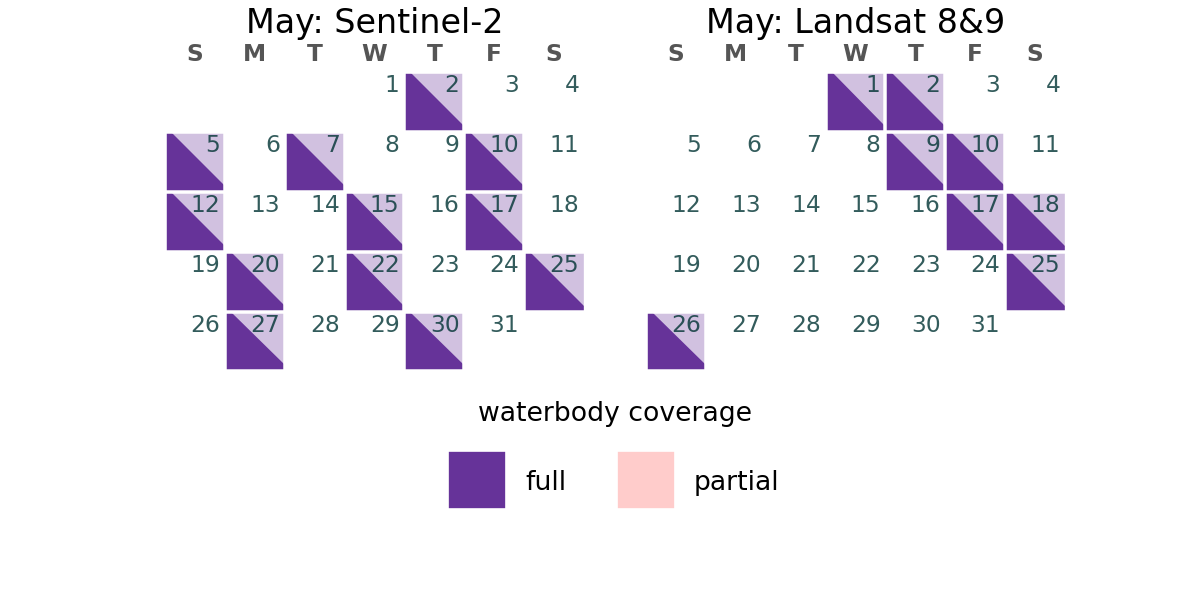 May: Sentinel-2
S M T W T F S
1 2 3 4
5 6 7 8 9 10 11
12 13 14 15 16 17 18
19 20 21 22 23 24 25
26 27 28 29 30 31
May: Landsat 8&9
S M T W T F S
1 2 3 4
5 6 7 8 9 10 11
12 13 14 15 16 17 18
19 20 21 22 23 24 25
26 27 28 29 30 31
waterbody coverage
full partial